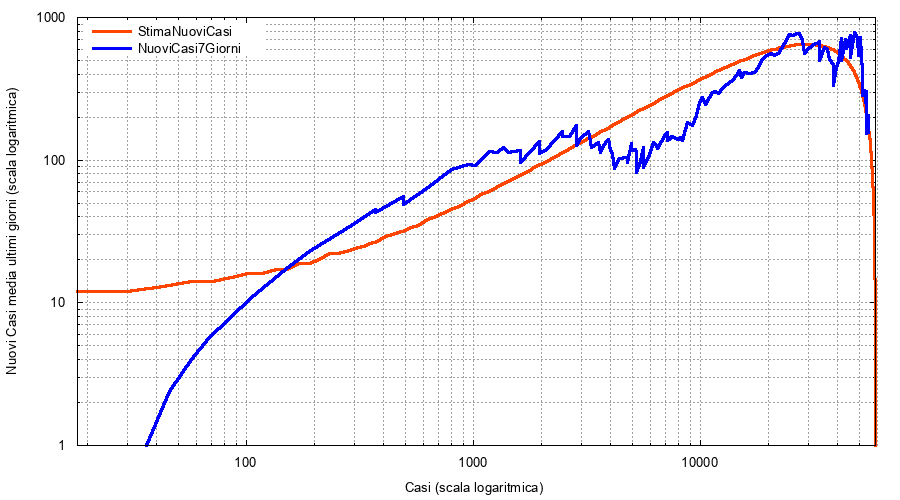 1000
StimaNuoviCasi
NuoviCasi7Giorni
100
10
1
Nuovi Casi media ultimi giorni (scala logaritmica)
100
1000
10000
Casi (scala logaritmica)